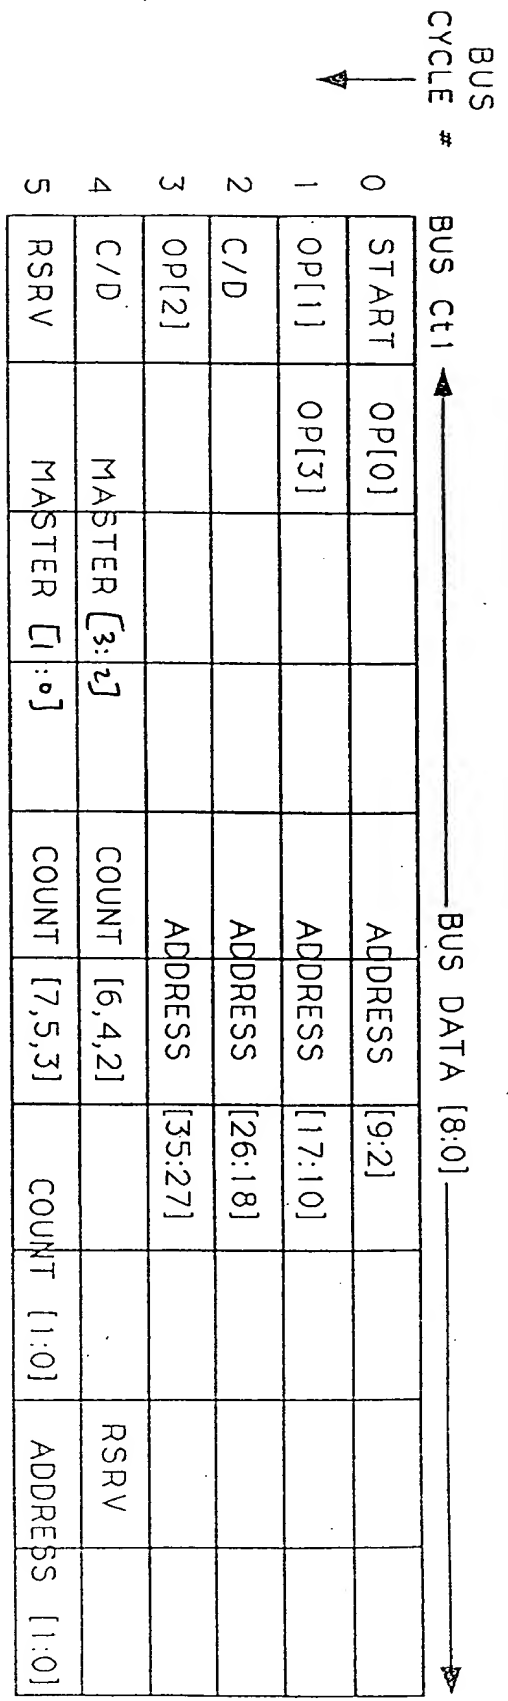 BUS
CYCLE # BUS Ctl BUS DATA [8:0]
0 START OP[0] ADDRESS [9:2]
1 OP[1] OP[3] ADDRESS [17:10]
2 C/D ADDRESS [26:18]
3 OP[2] ADDRESS [35:27]
4 C/D MASTER [3:2] COUNT [6,4,2] RSRV
5 RSRV MASTER [1:0] COUNT [7,5,3] COUNT [1:0] ADDRESS [1:0]